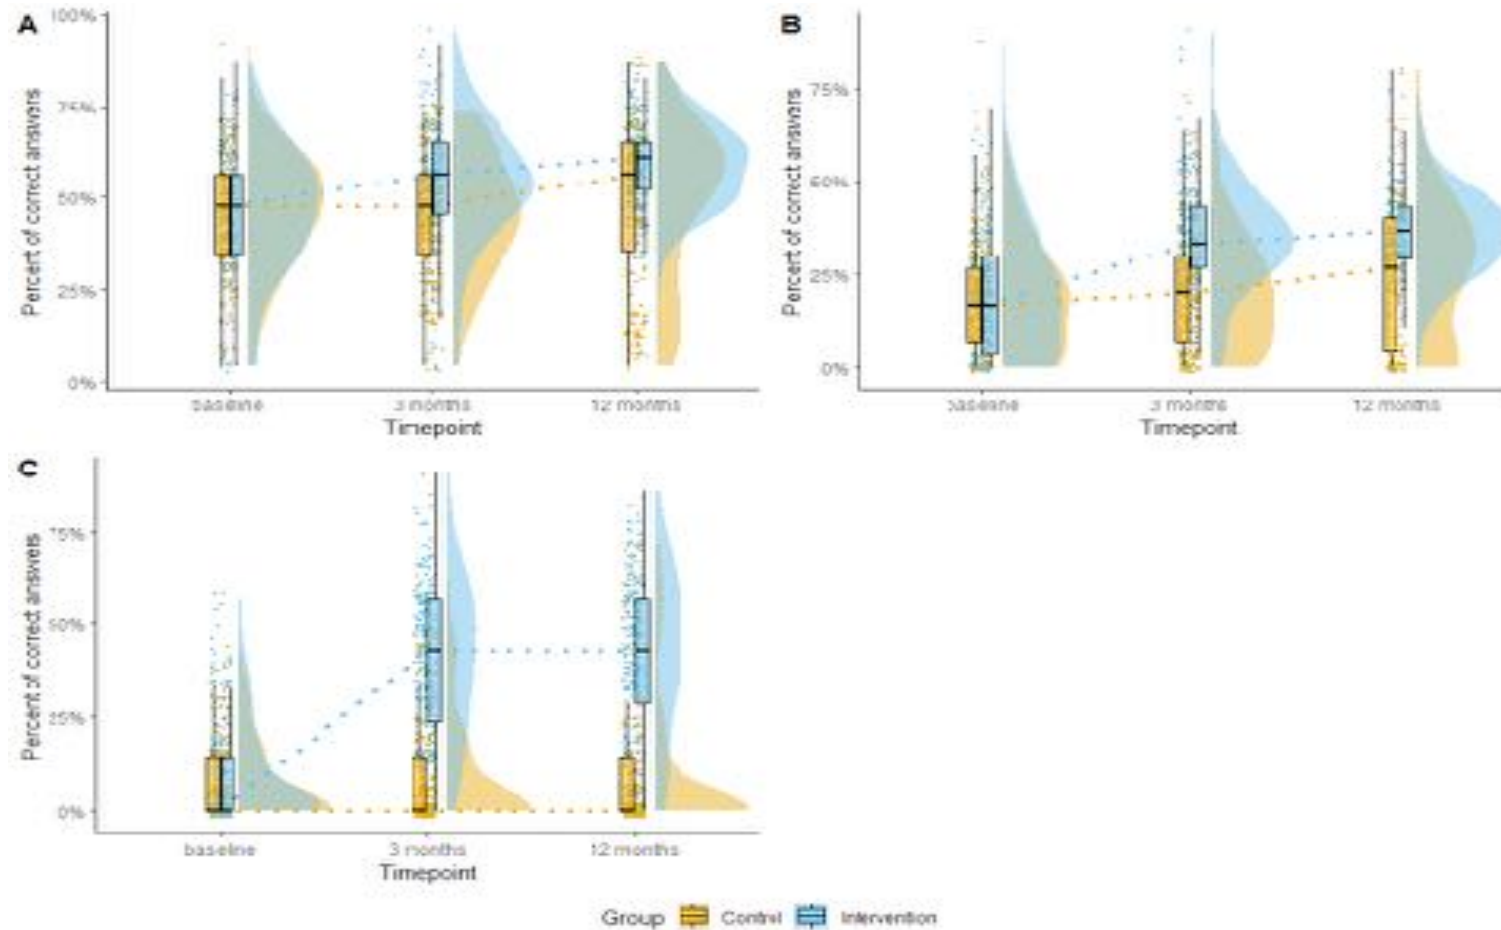 A
Percent of correct answers
100%
75%
50%
25%
0%
baseline
3 months
12 months
Timepoint
B
Percent of correct answers
75%
50%
25%
0%
baseline
3 months
12 months
Timepoint
C
Percent of correct answers
75%
50%
25%
0%
baseline
3 months
12 months
Timepoint
Group Control Intervention